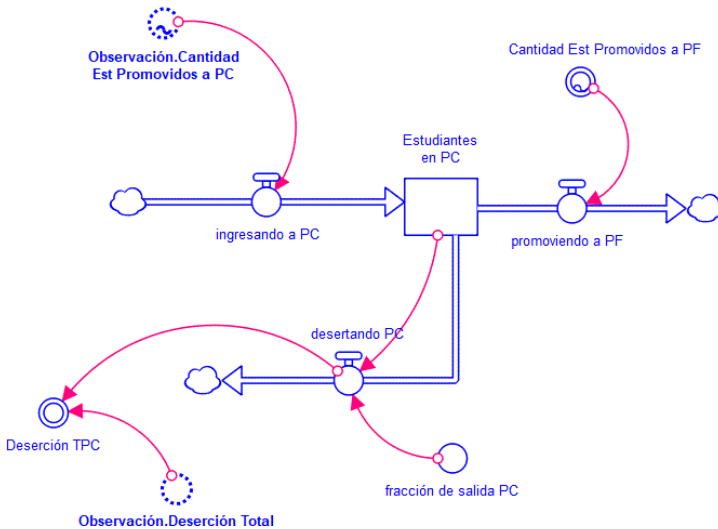 Observación.Cantidad
Est Promovidos a PC
Cantidad Est Promovidos a PF
Estudiantes
en PC
ingresando a PC
promoviendo a PF
desertando PC
Deserción TPC
fracción de salida PC
Observación.Deserción Total